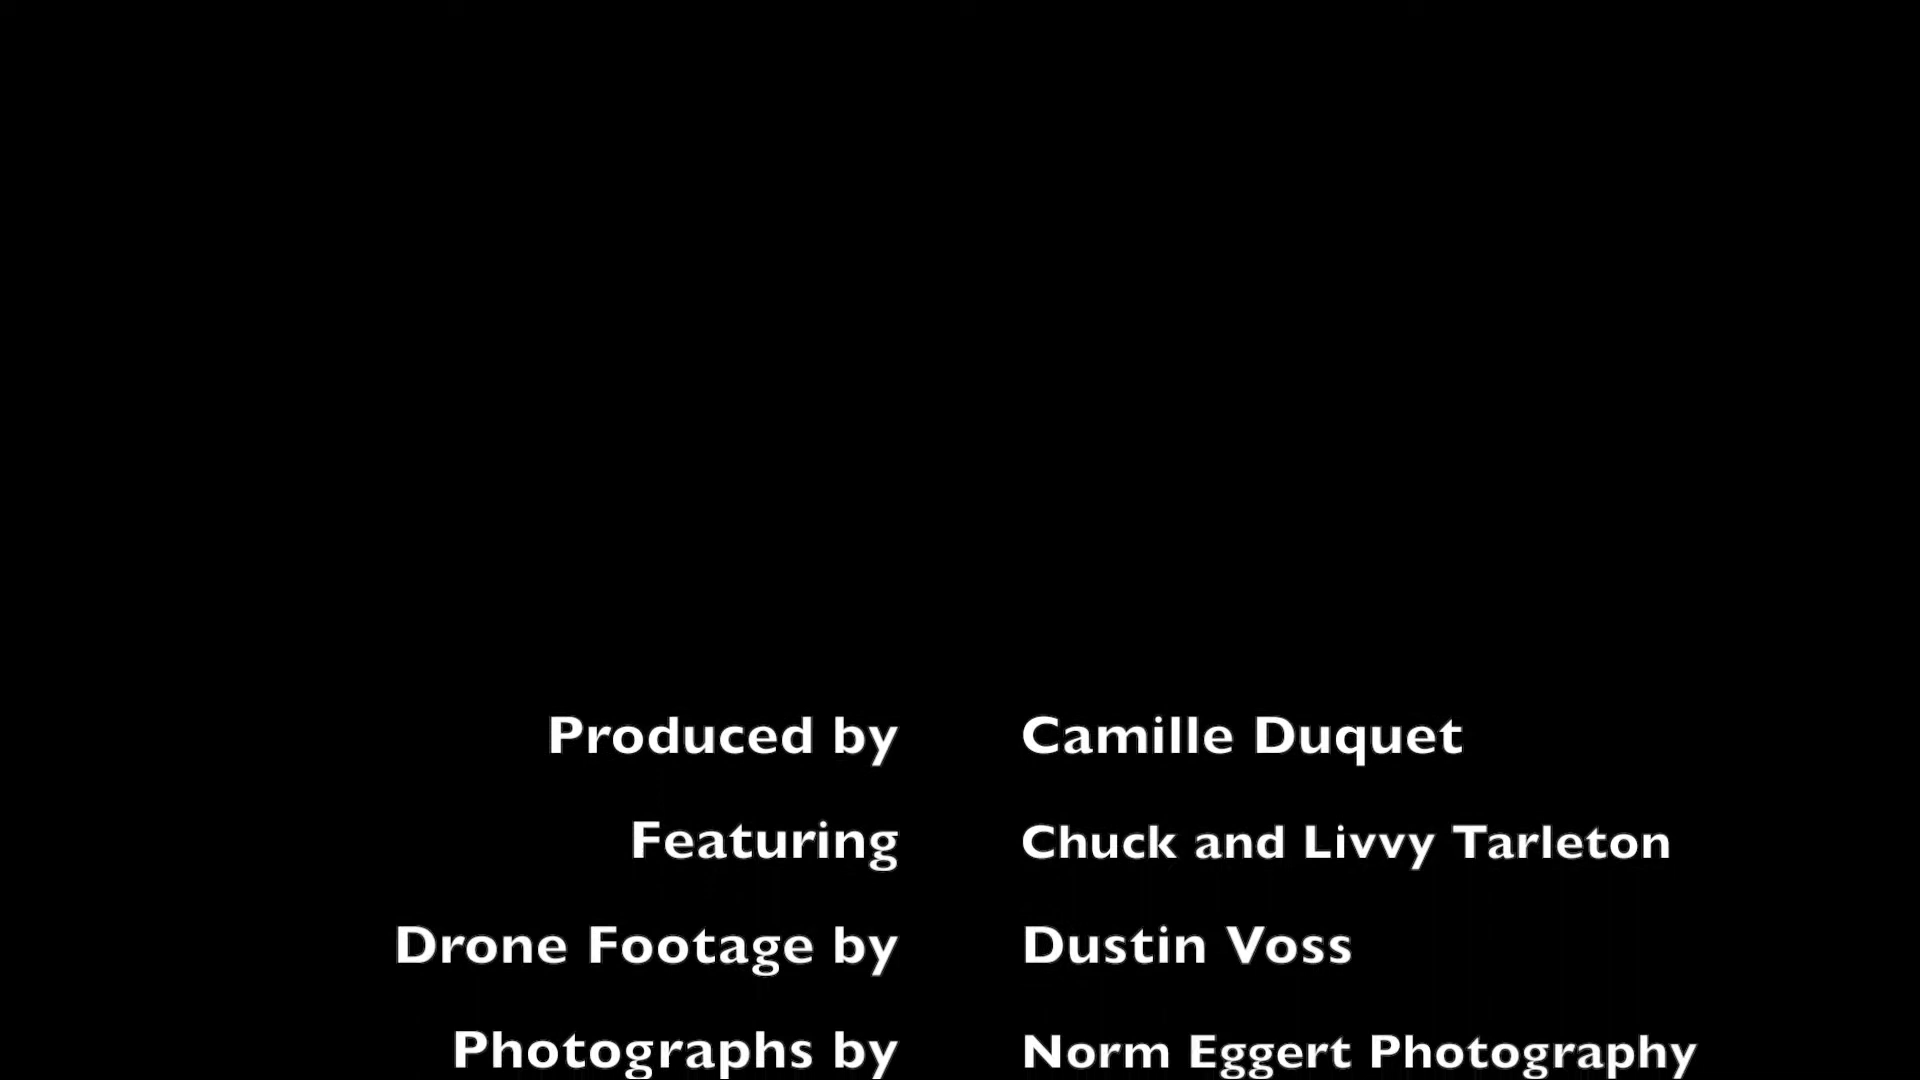 Produced by Camille Duquet
Featuring Chuck and Livvy Tarleton
Drone Footage by Dustin Voss
Photographs by Norm Eggert Photography